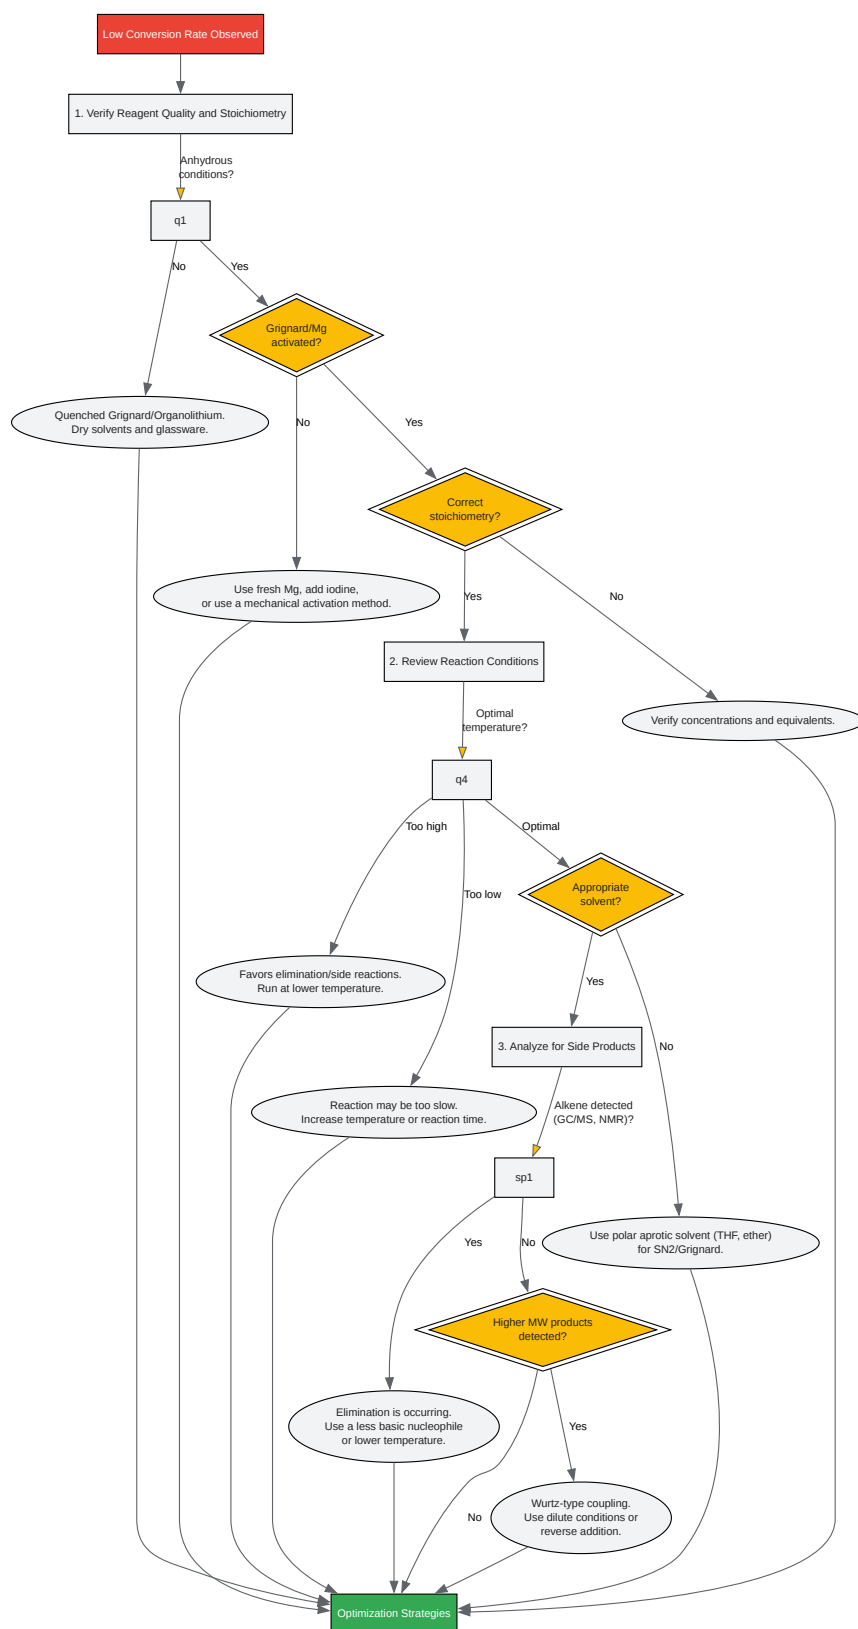 Low Conversion Rate Observed
1. Verify Reagent Quality and Stoichiometry
Anhydrous
conditions?
q1
No
Yes
Grignard/Mg
activated?
Quenched Grignard/Organolithium.
Dry solvents and glassware.
No
Yes
Correct
stoichiometry?
Use fresh Mg, add iodine,
or use a mechanical activation method.
Yes
No
2. Review Reaction Conditions
Optimal
temperature?
Verify concentrations and equivalents.
q4
Too high
Optimal
Too low
Appropriate
solvent?
Favors elimination/side reactions.
Run at lower temperature.
Yes
No
3. Analyze for Side Products
Reaction may be too slow.
Increase temperature or reaction time.
Alkene detected
(GC/MS, NMR)?
sp1
Yes
No
Use polar aprotic solvent (THF, ether)
for SN2/Grignard.
Higher MW products
detected?
Elimination is occurring.
Use a less basic nucleophile
or lower temperature.
Yes
No
Wurtz-type coupling.
Use dilute conditions or
reverse addition.
Optimization Strategies